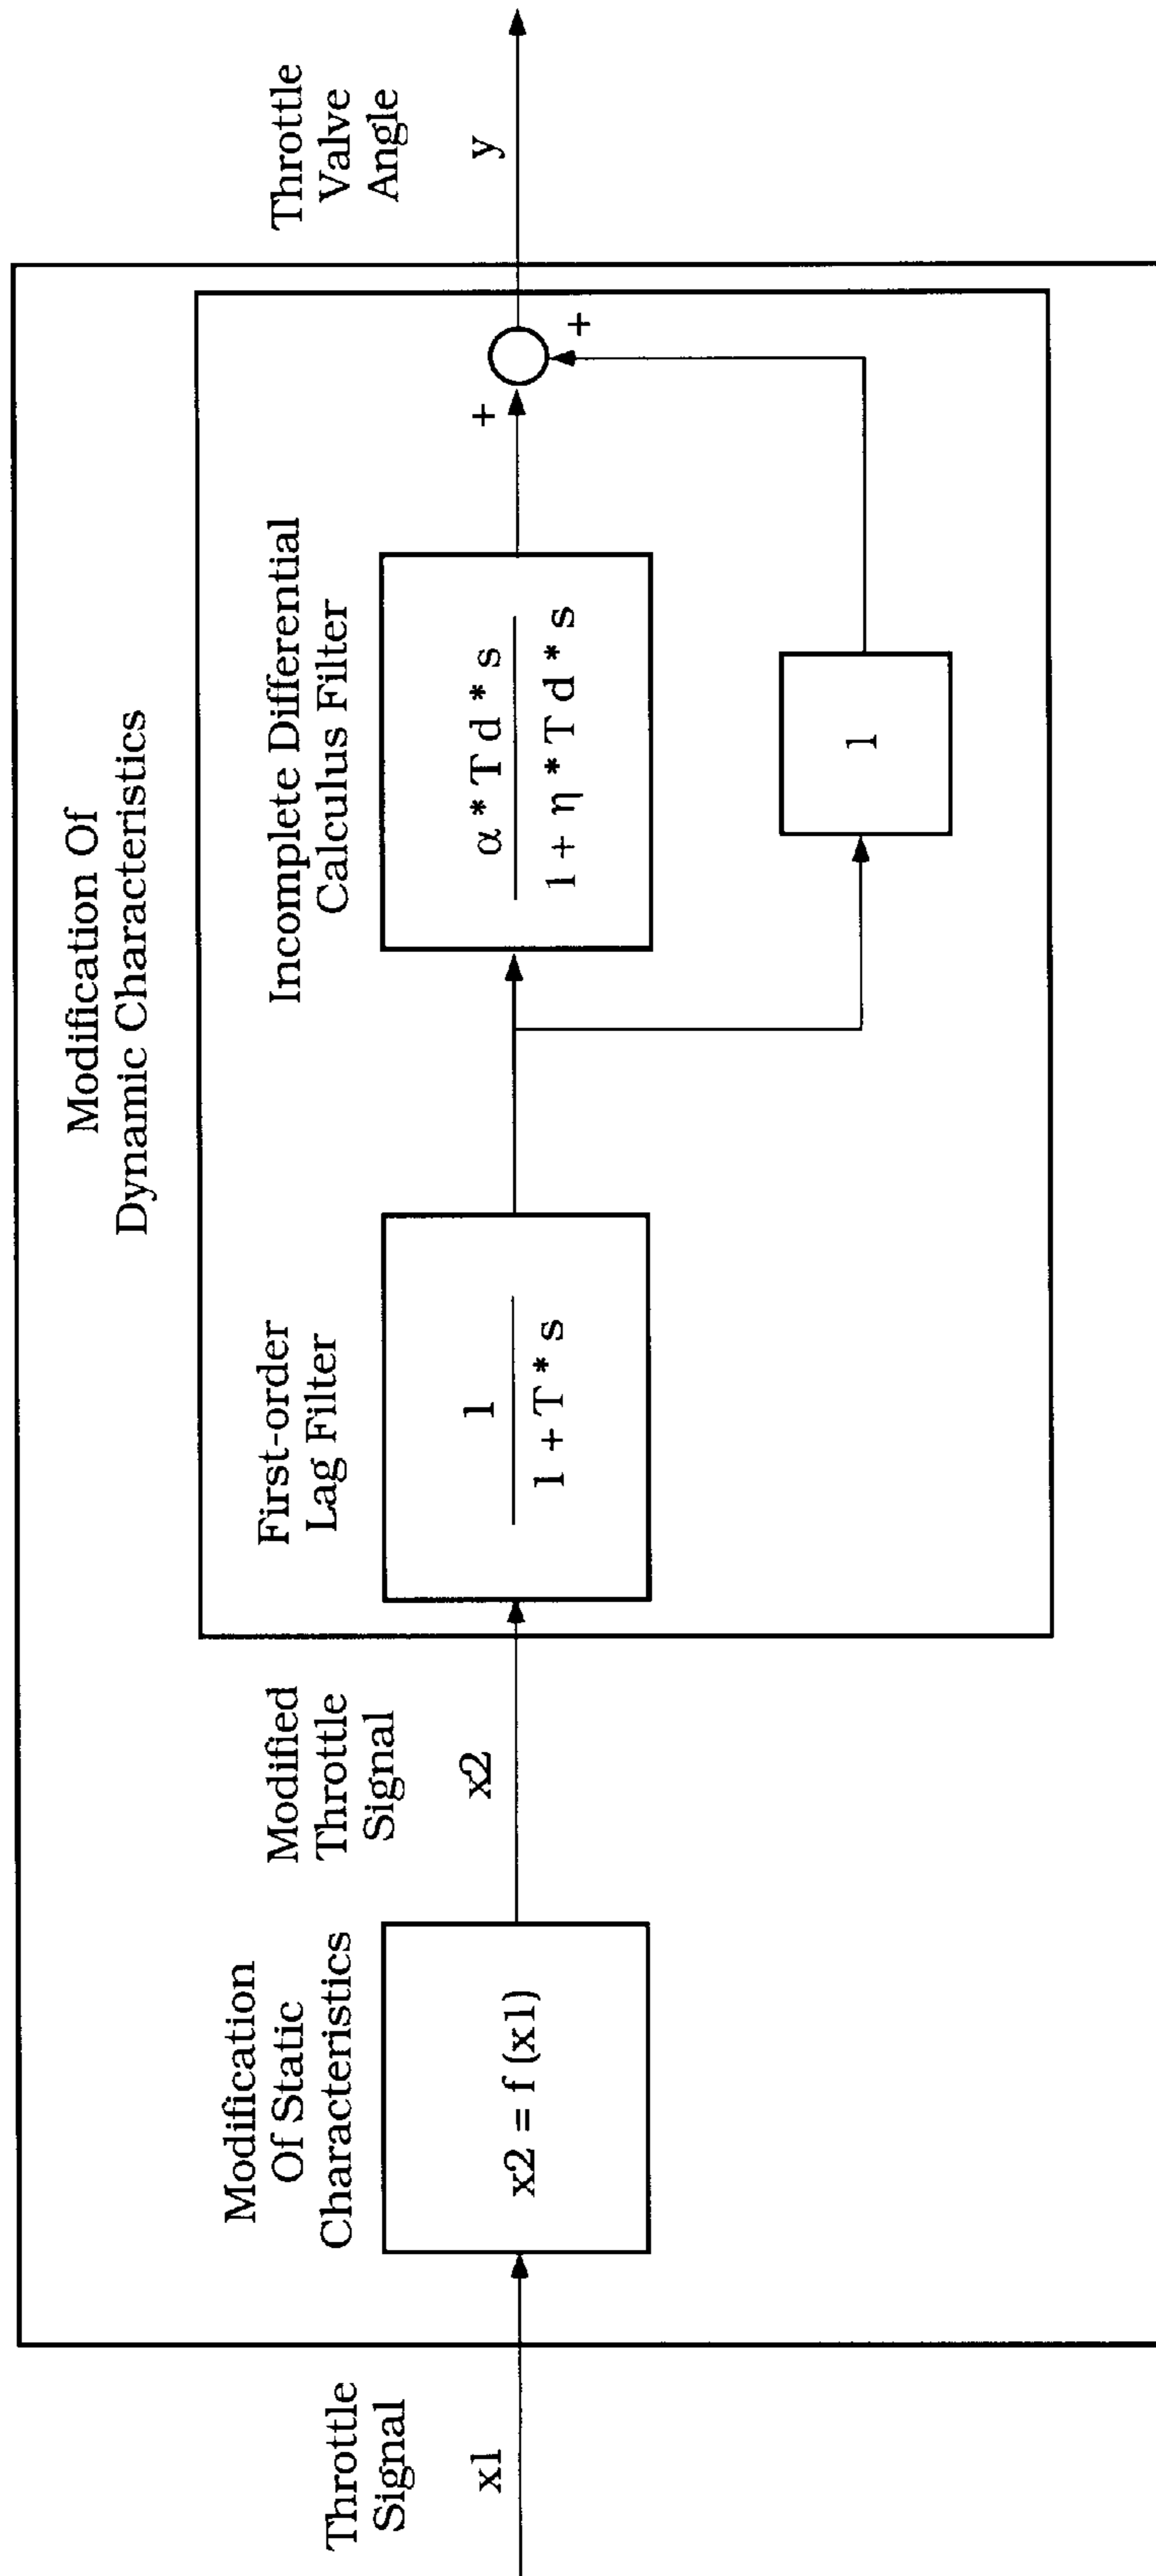 Modification Of
Dynamic Characteristics
Throttle
Signal
x1
Modification
Of Static
Characteristics
x2 = f (x1)
Modified
Throttle
Signal
x2
First-order
Lag Filter
1
1 + T * s
Incomplete Differential
Calculus Filter
α * T d * s
1 + η * T d * s
1
+
+
Throttle
Valve
Angle
y